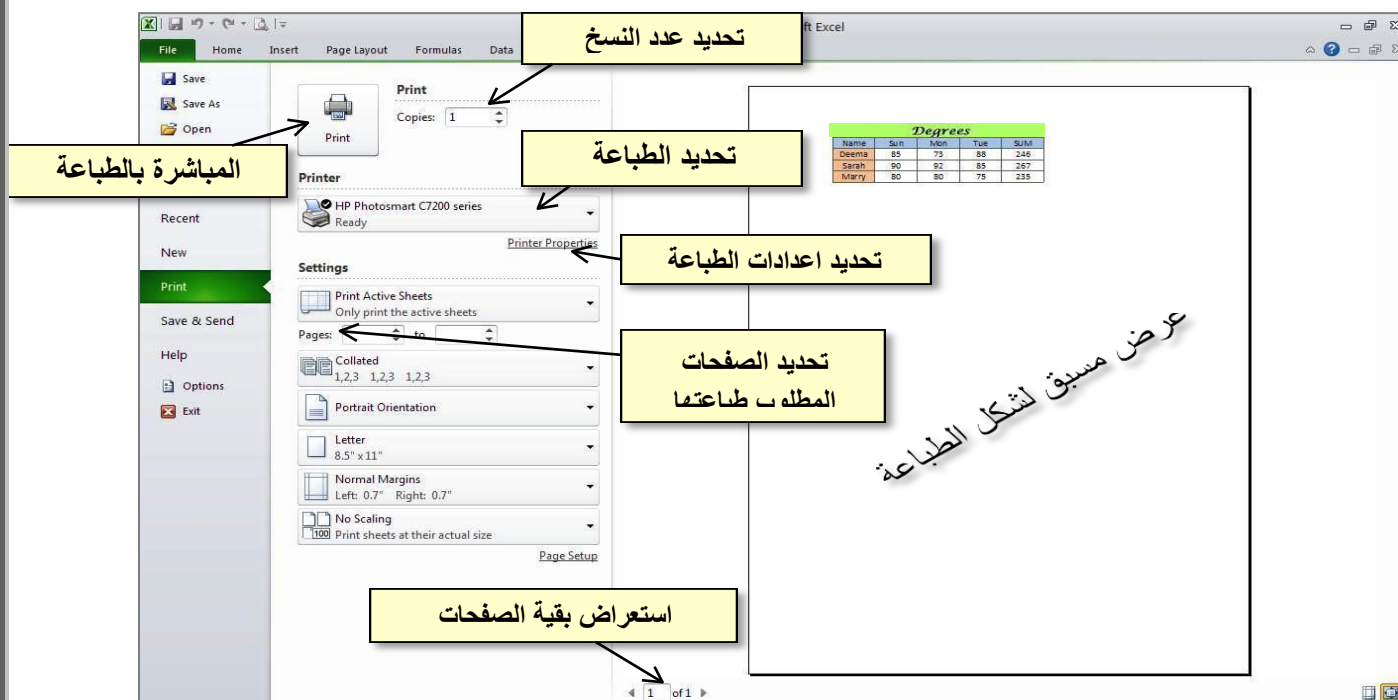 ft Excel
File Home Insert Page Layout Formulas Data
تحديد عدد النسخ
Save
Save As
Open
Recent
New
Print
Save & Send
Help
Options
Exit
المباشرة بالطباعة
Print
Print
Copies: 1
تحديد الطباعة
Printer
HP Photosmart C7200 series
Ready
Printer Properties
تحديد اعدادات الطباعة
Settings
Print Active Sheets
Only print the active sheets
Pages: to
تحديد الصفحات
المطلوب طباعتها
Collated
1,2,3 1,2,3 1,2,3
Portrait Orientation
Letter
8.5" x 11"
Normal Margins
Left: 0.7" Right: 0.7"
No Scaling
100 Print sheets at their actual size
Page Setup
استعراض بقية الصفحات
1 of 1
Degrees
Name Sun Mon Tue SUM
Deema 85 73 88 246
Sarah 90 92 85 267
Marry 80 80 75 235
عرض مسبق لشكل الطباعة